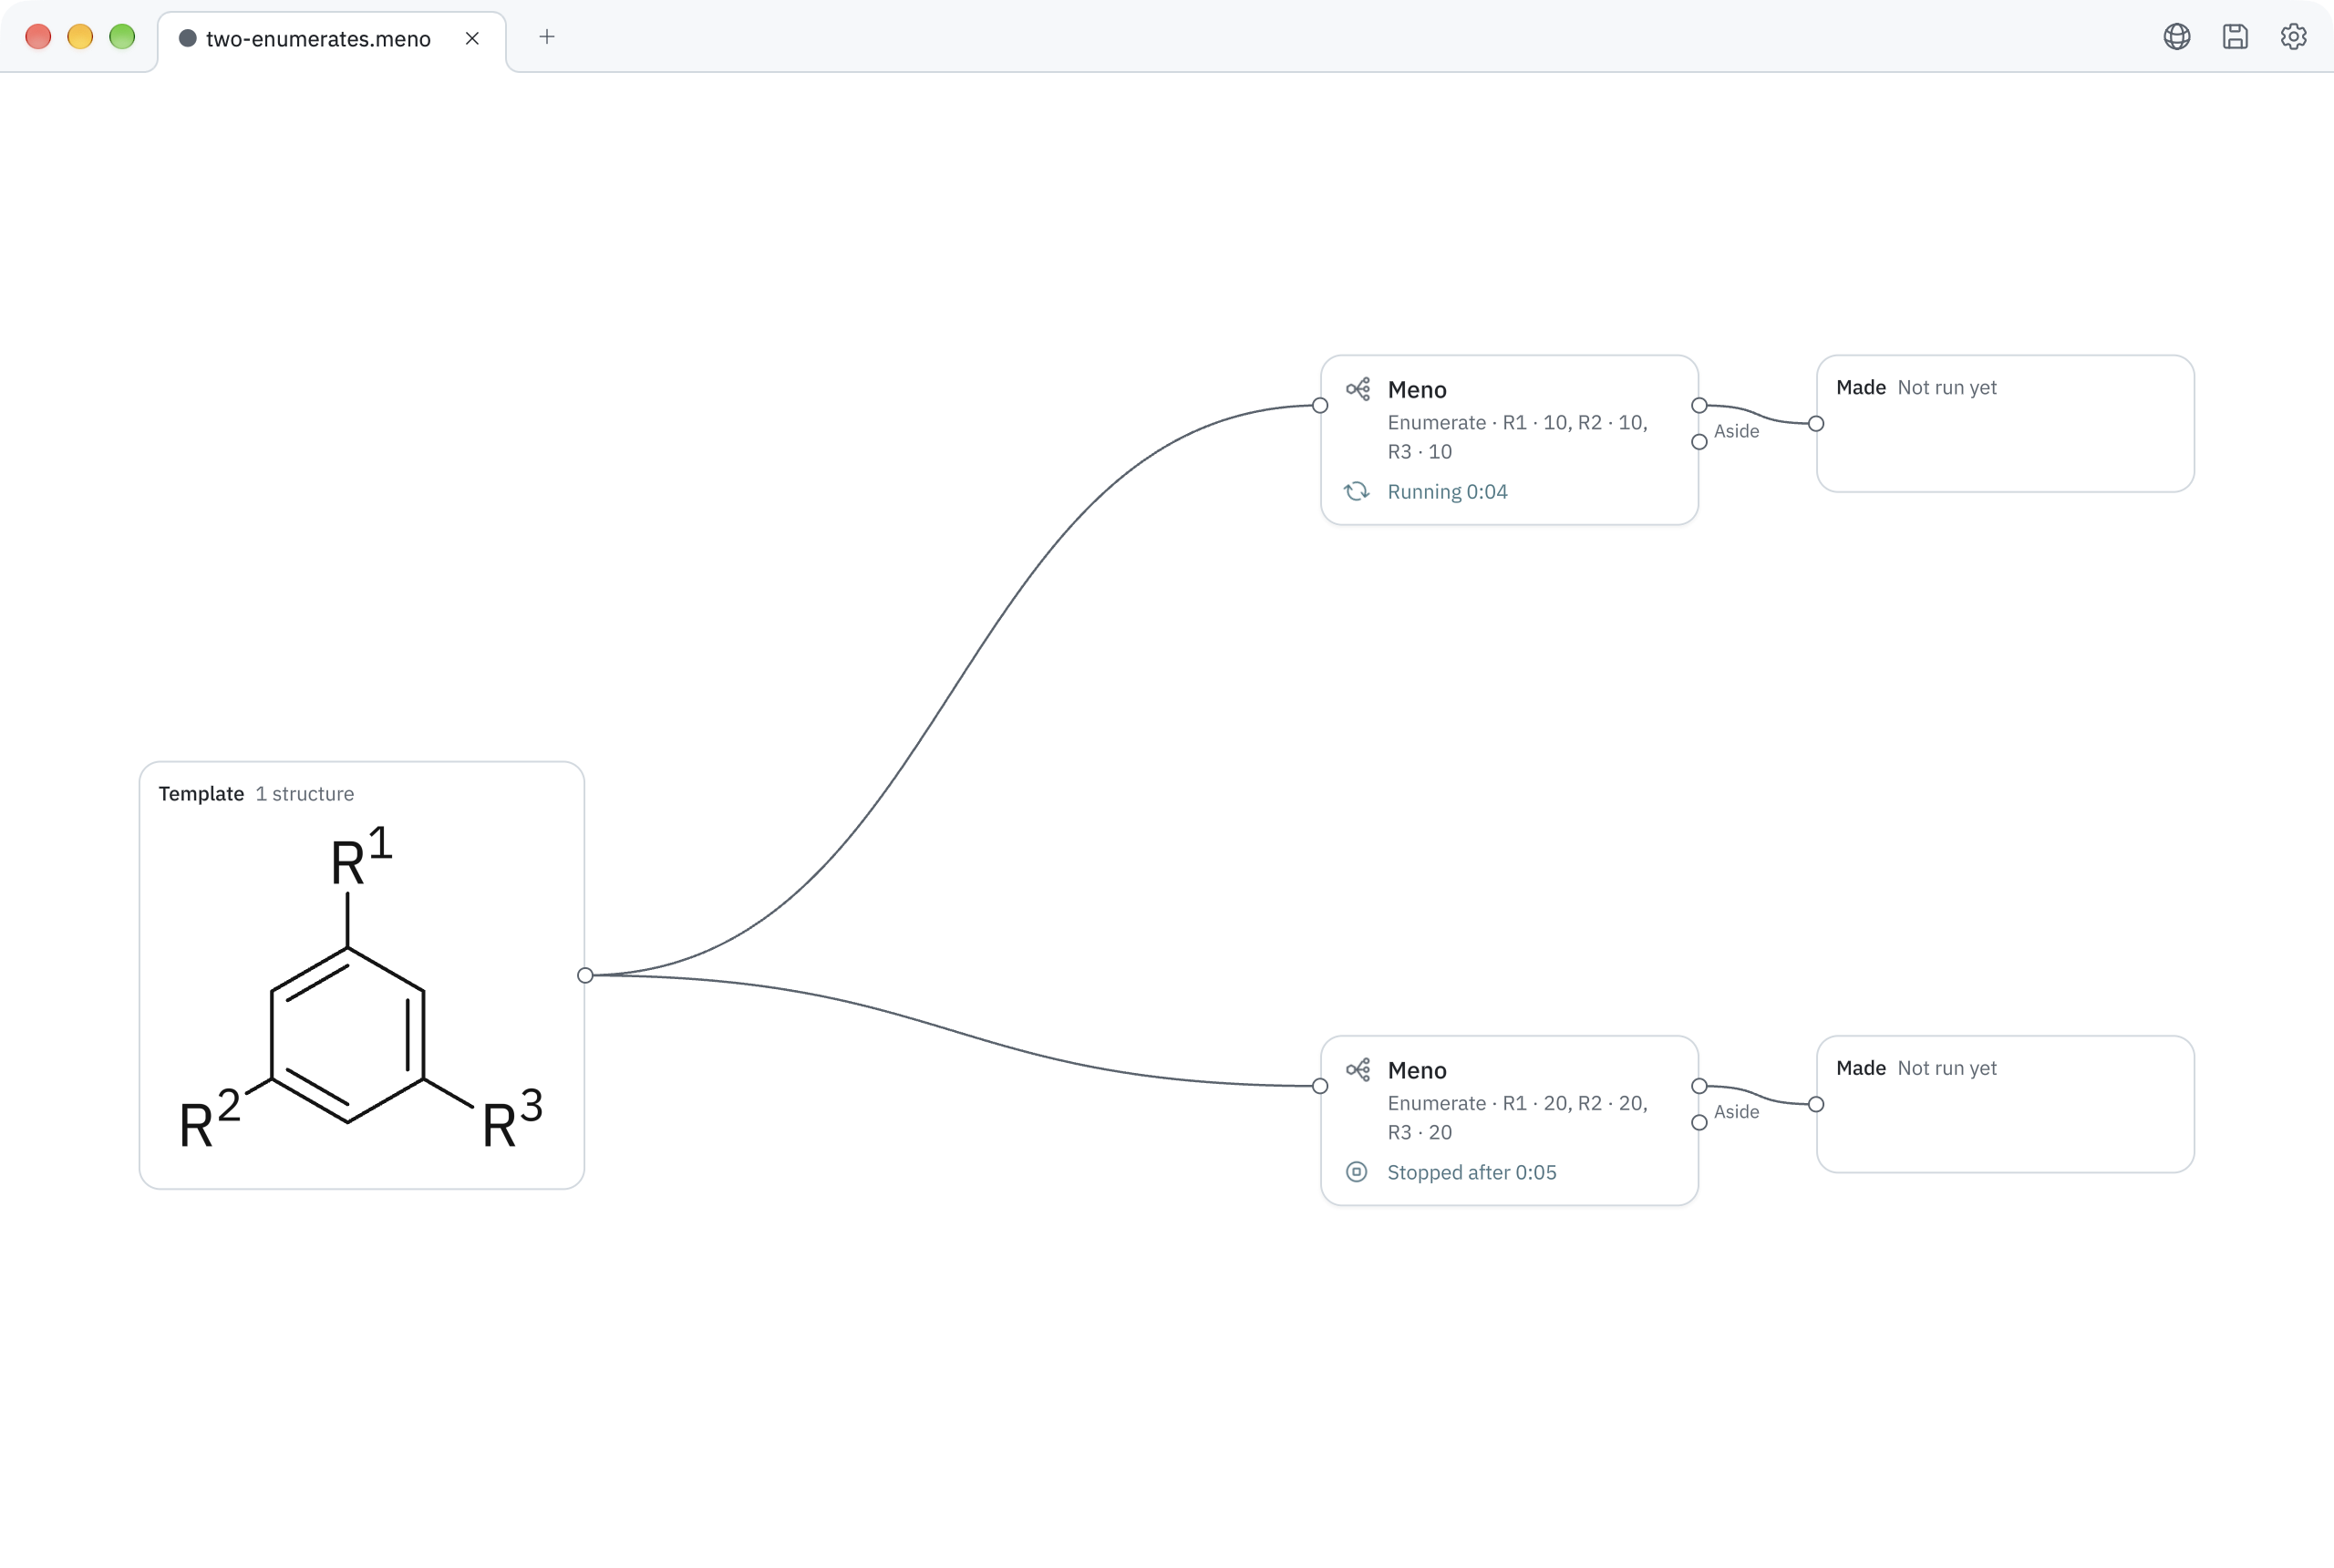 two-enumerates.meno
Meno
Enumerate · R1 · 10, R2 · 10,
R3 · 10
Running 0:04
Aside
Made Not run yet
Template 1 structure
R1
R2
R3
Meno
Enumerate · R1 · 20, R2 · 20,
R3 · 20
Stopped after 0:05
Aside
Made Not run yet